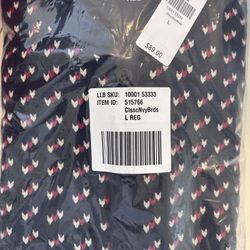 L
$89.00
LLB SKU: 10001 53333
ITEM ID: 515766
ClsscNvyBrds
L REG